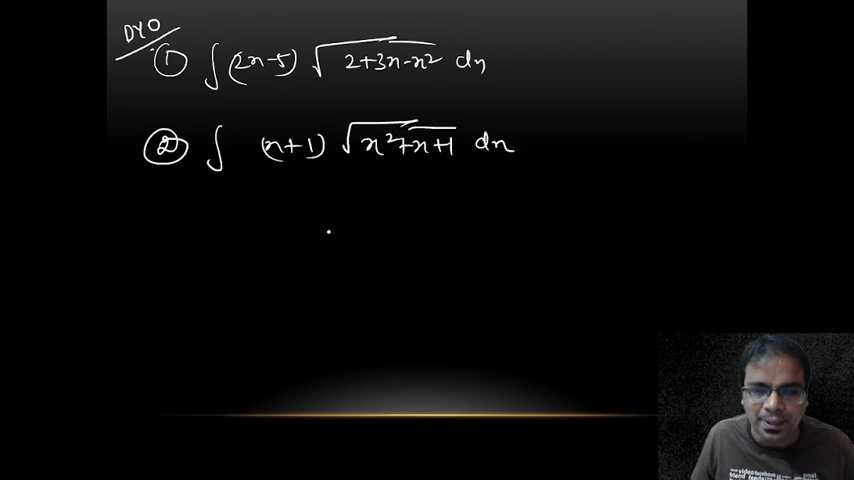 DYO
① ∫ (2x-5) √(2+3x-x²) dx
② ∫ (x+1) √(x²+x+1) dx